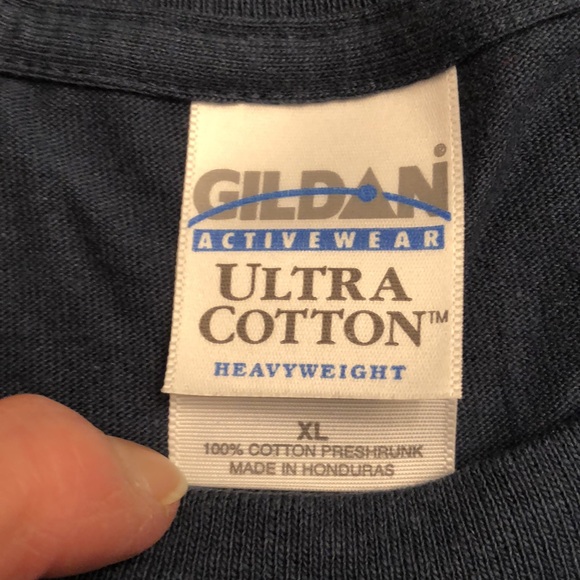 GILDAN®
ACTIVEWEAR
ULTRA
COTTON™
HEAVYWEIGHT
XL
100% COTTON PRESHRUNK
MADE IN HONDURAS